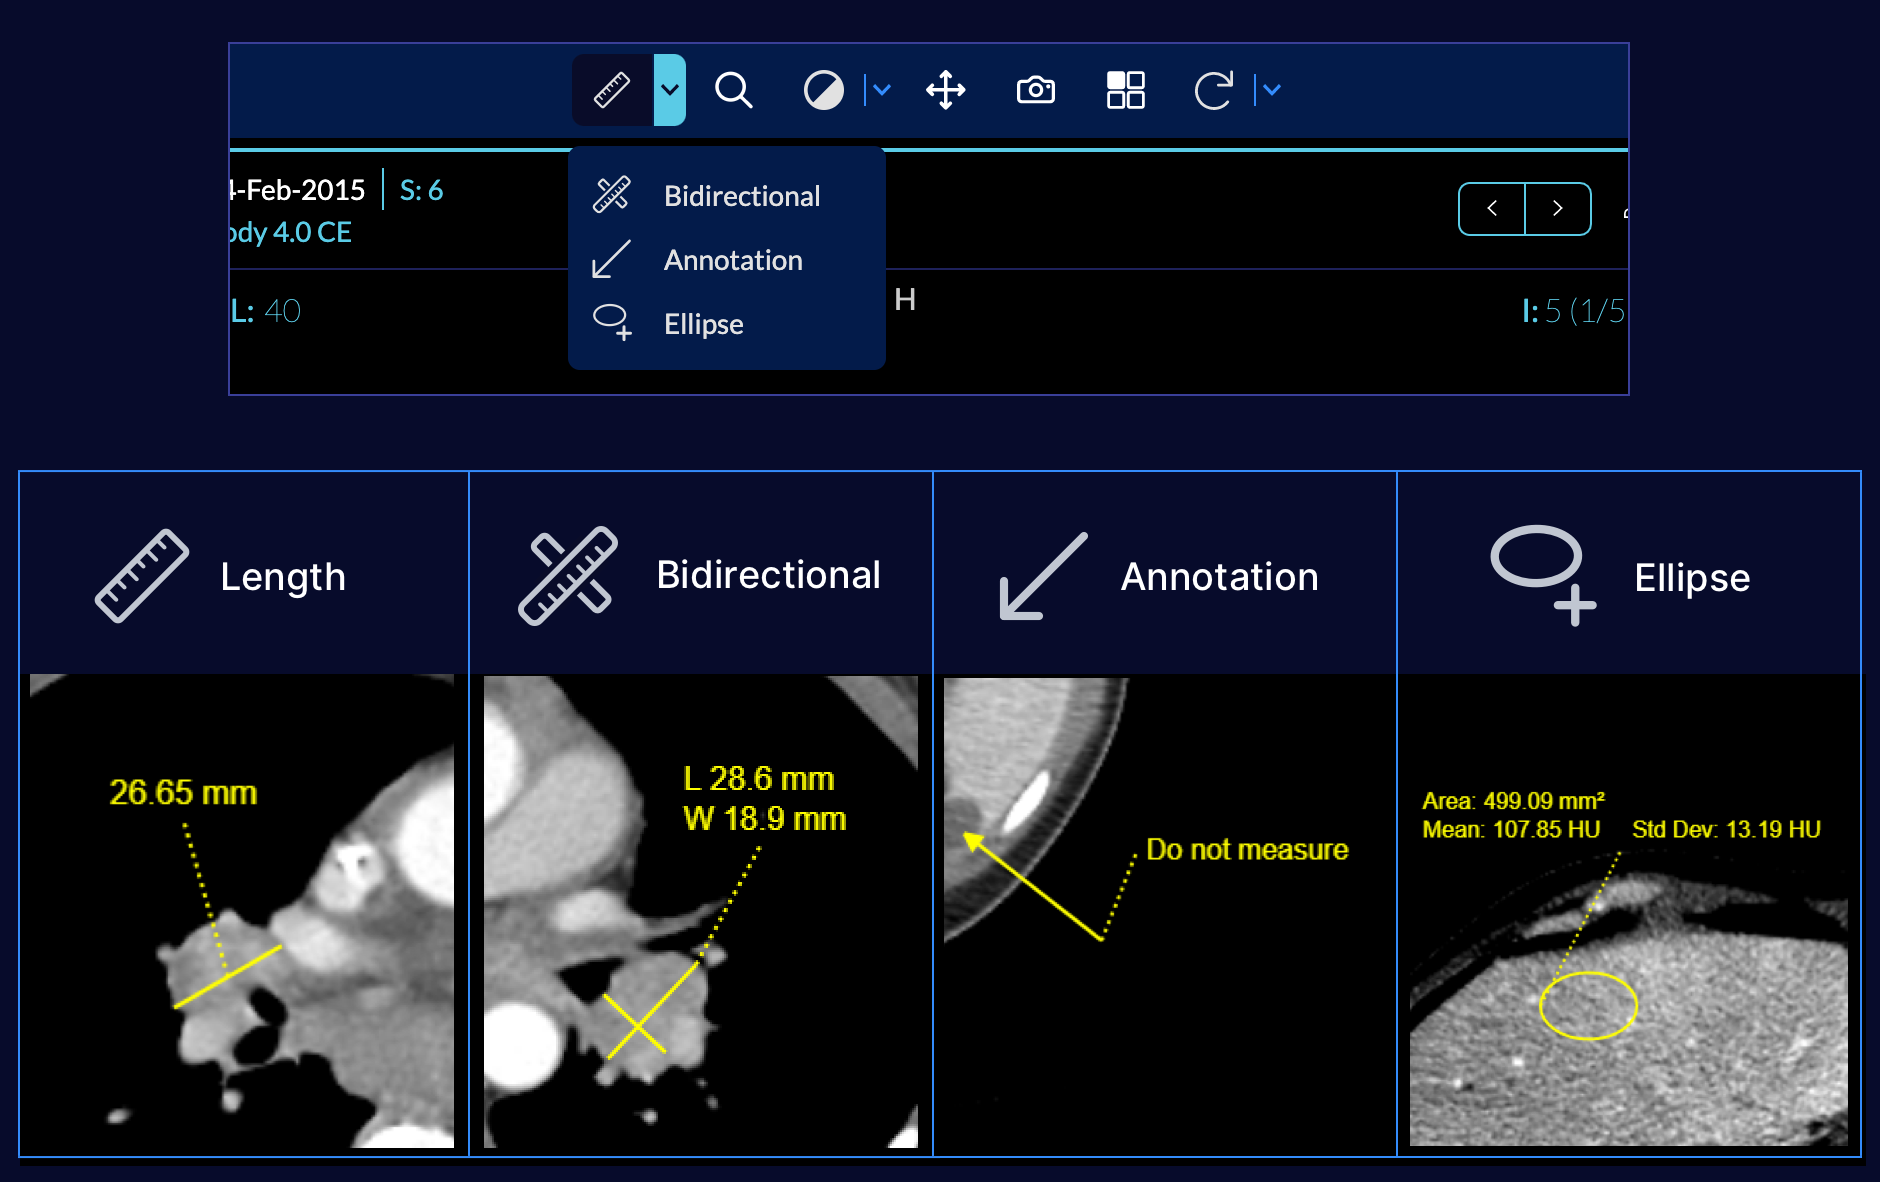 4-Feb-2015 S: 6
ody 4.0 CE
L: 40
Bidirectional
Annotation
Ellipse
H
I: 5 (1/5
Length
Bidirectional
Annotation
Ellipse
26.65 mm
L 28.6 mm
W 18.9 mm
Do not measure
Area: 499.09 mm²
Mean: 107.85 HU Std Dev: 13.19 HU